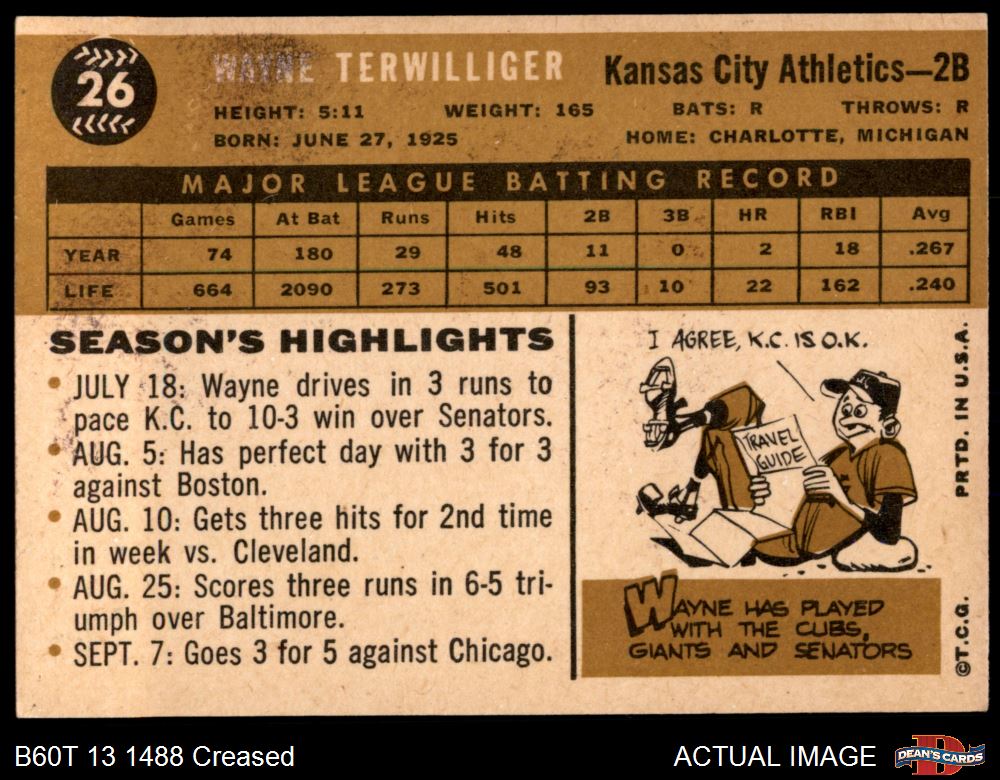 26
WAYNE TERWILLIGER
Kansas City Athletics—2B
HEIGHT: 5:11 WEIGHT: 165 BATS: R THROWS: R
BORN: JUNE 27, 1925 HOME: CHARLOTTE, MICHIGAN
MAJOR LEAGUE BATTING RECORD
Games At Bat Runs Hits 2B 3B HR RBI Avg
YEAR 74 180 29 48 11 0 2 18 .267
LIFE 664 2090 273 501 93 10 22 162 .240
SEASON'S HIGHLIGHTS
• JULY 18: Wayne drives in 3 runs to
pace K.C. to 10-3 win over Senators.
• AUG. 5: Has perfect day with 3 for 3
against Boston.
• AUG. 10: Gets three hits for 2nd time
in week vs. Cleveland.
• AUG. 25: Scores three runs in 6-5 tri-
umph over Baltimore.
• SEPT. 7: Goes 3 for 5 against Chicago.
I AGREE, K.C. IS O.K.
TRAVEL
GUIDE
WAYNE HAS PLAYED
WITH THE CUBS,
GIANTS AND SENATORS
©T.C.G. PRTD. IN U.S.A.
B60T 13 1488 Creased
ACTUAL IMAGE
DEAN'S CARDS